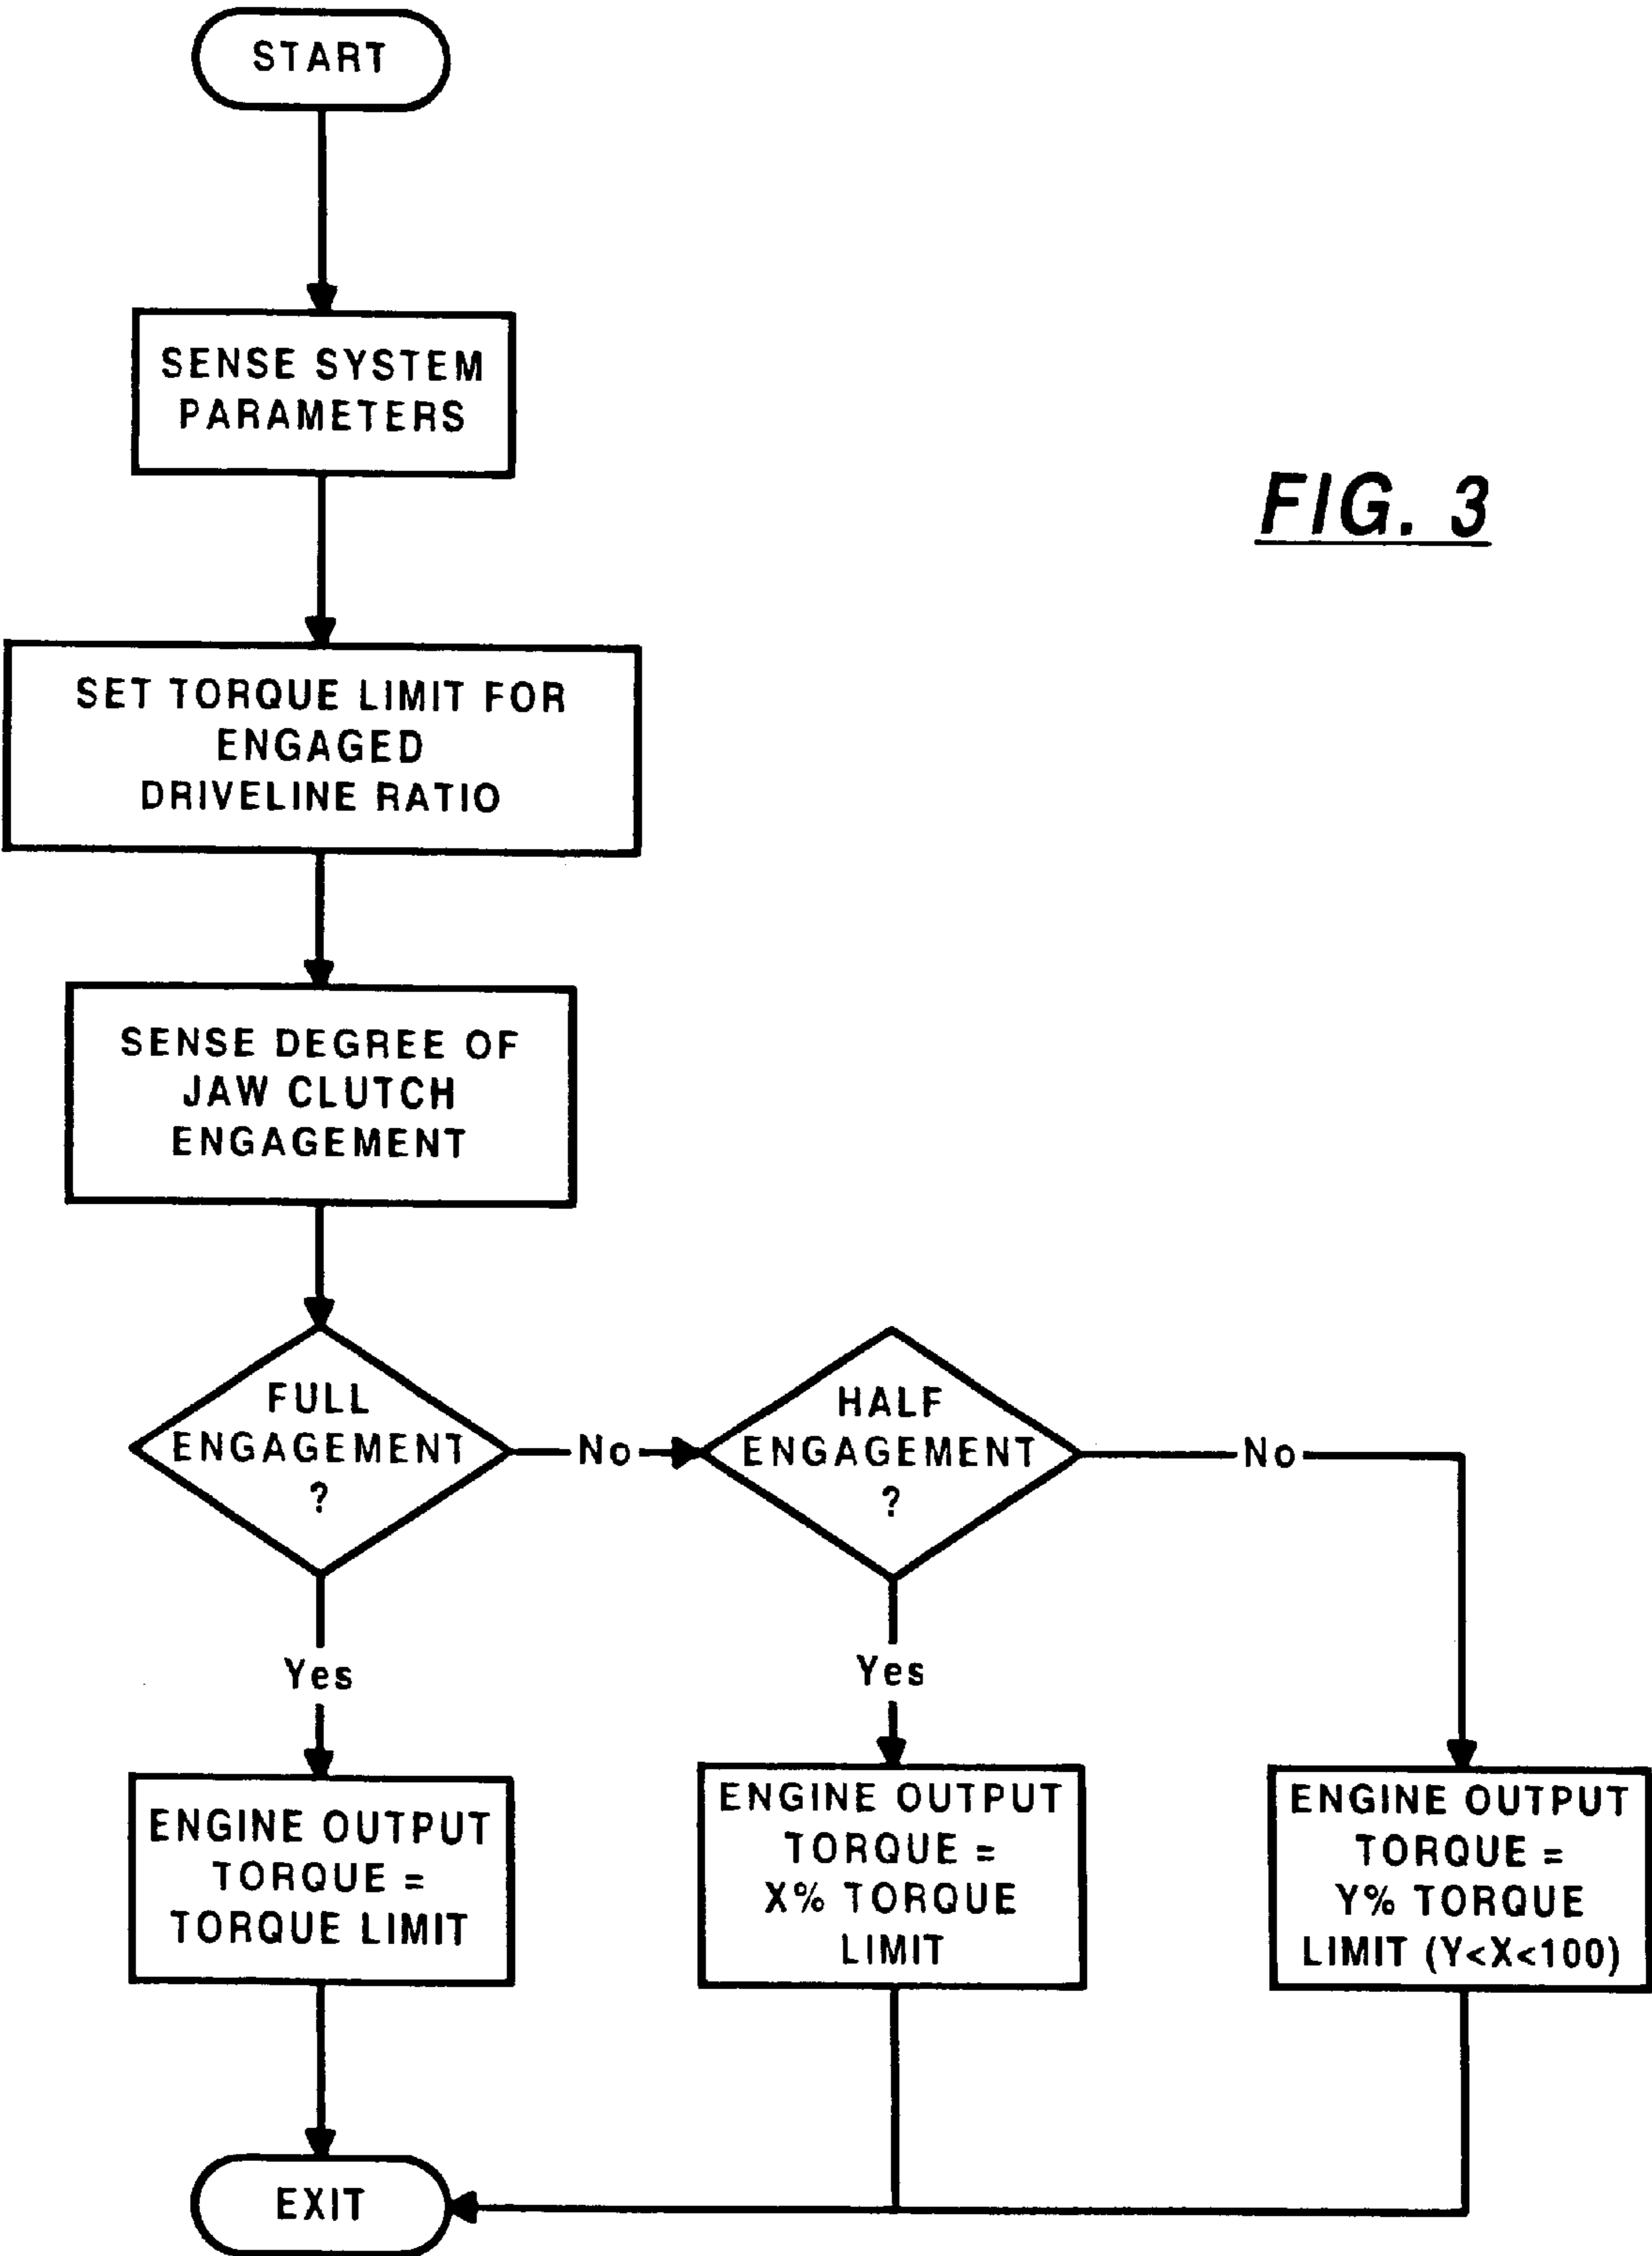 START
SENSE SYSTEM
PARAMETERS
FIG. 3
SET TORQUE LIMIT FOR
ENGAGED
DRIVELINE RATIO
SENSE DEGREE OF
JAW CLUTCH
ENGAGEMENT
FULL
ENGAGEMENT
?
No
HALF
ENGAGEMENT
?
No
Yes
Yes
ENGINE OUTPUT
TORQUE =
TORQUE LIMIT
ENGINE OUTPUT
TORQUE =
X% TORQUE
LIMIT
ENGINE OUTPUT
TORQUE =
Y% TORQUE
LIMIT (Y<X<100)
EXIT